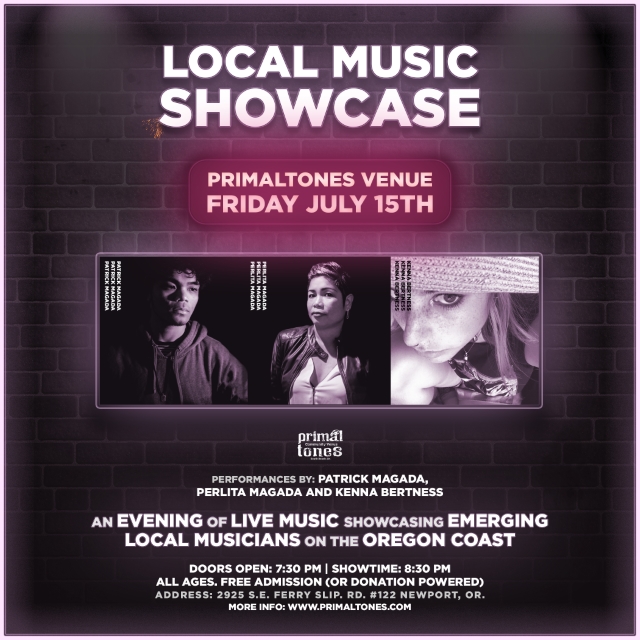 LOCAL MUSIC
SHOWCASE
PRIMALTONES VENUE
FRIDAY JULY 15TH
PATRICK MAGADA
PATRICK MAGADA
PATRICK MAGADA
PERLITA MAGADA
PERLITA MAGADA
PERLITA MAGADA
KENNA BERTNESS
KENNA BERTNESS
KENNA BERTNESS
primal
Community Venue
tones
PERFORMANCES BY: PATRICK MAGADA,
PERLITA MAGADA AND KENNA BERTNESS
AN EVENING OF LIVE MUSIC SHOWCASING EMERGING
LOCAL MUSICIANS ON THE OREGON COAST
DOORS OPEN: 7:30 PM | SHOWTIME: 8:30 PM
ALL AGES. FREE ADMISSION (OR DONATION POWERED)
ADDRESS: 2925 S.E. FERRY SLIP. RD. #122 NEWPORT, OR.
MORE INFO: WWW.PRIMALTONES.COM